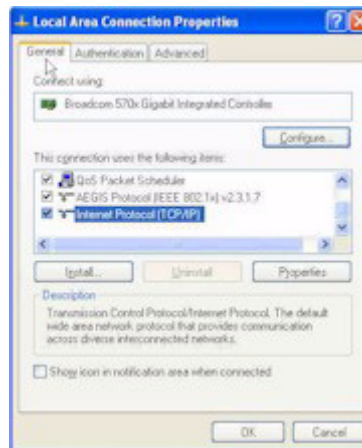 Local Area Connection Properties
General Authentication Advanced
Connect using:
Broadcom 570x Gigabit Integrated Controller
Configure...
This connection uses the following items:
QoS Packet Scheduler
AEGIS Protocol (IEEE 802.1x) v2.3.1.7
Internet Protocol (TCP/IP)
Install... Uninstall Properties
Description
Transmission Control Protocol/Internet Protocol. The default
wide area network protocol that provides communication
across diverse interconnected networks.
Show icon in notification area when connected
OK Cancel